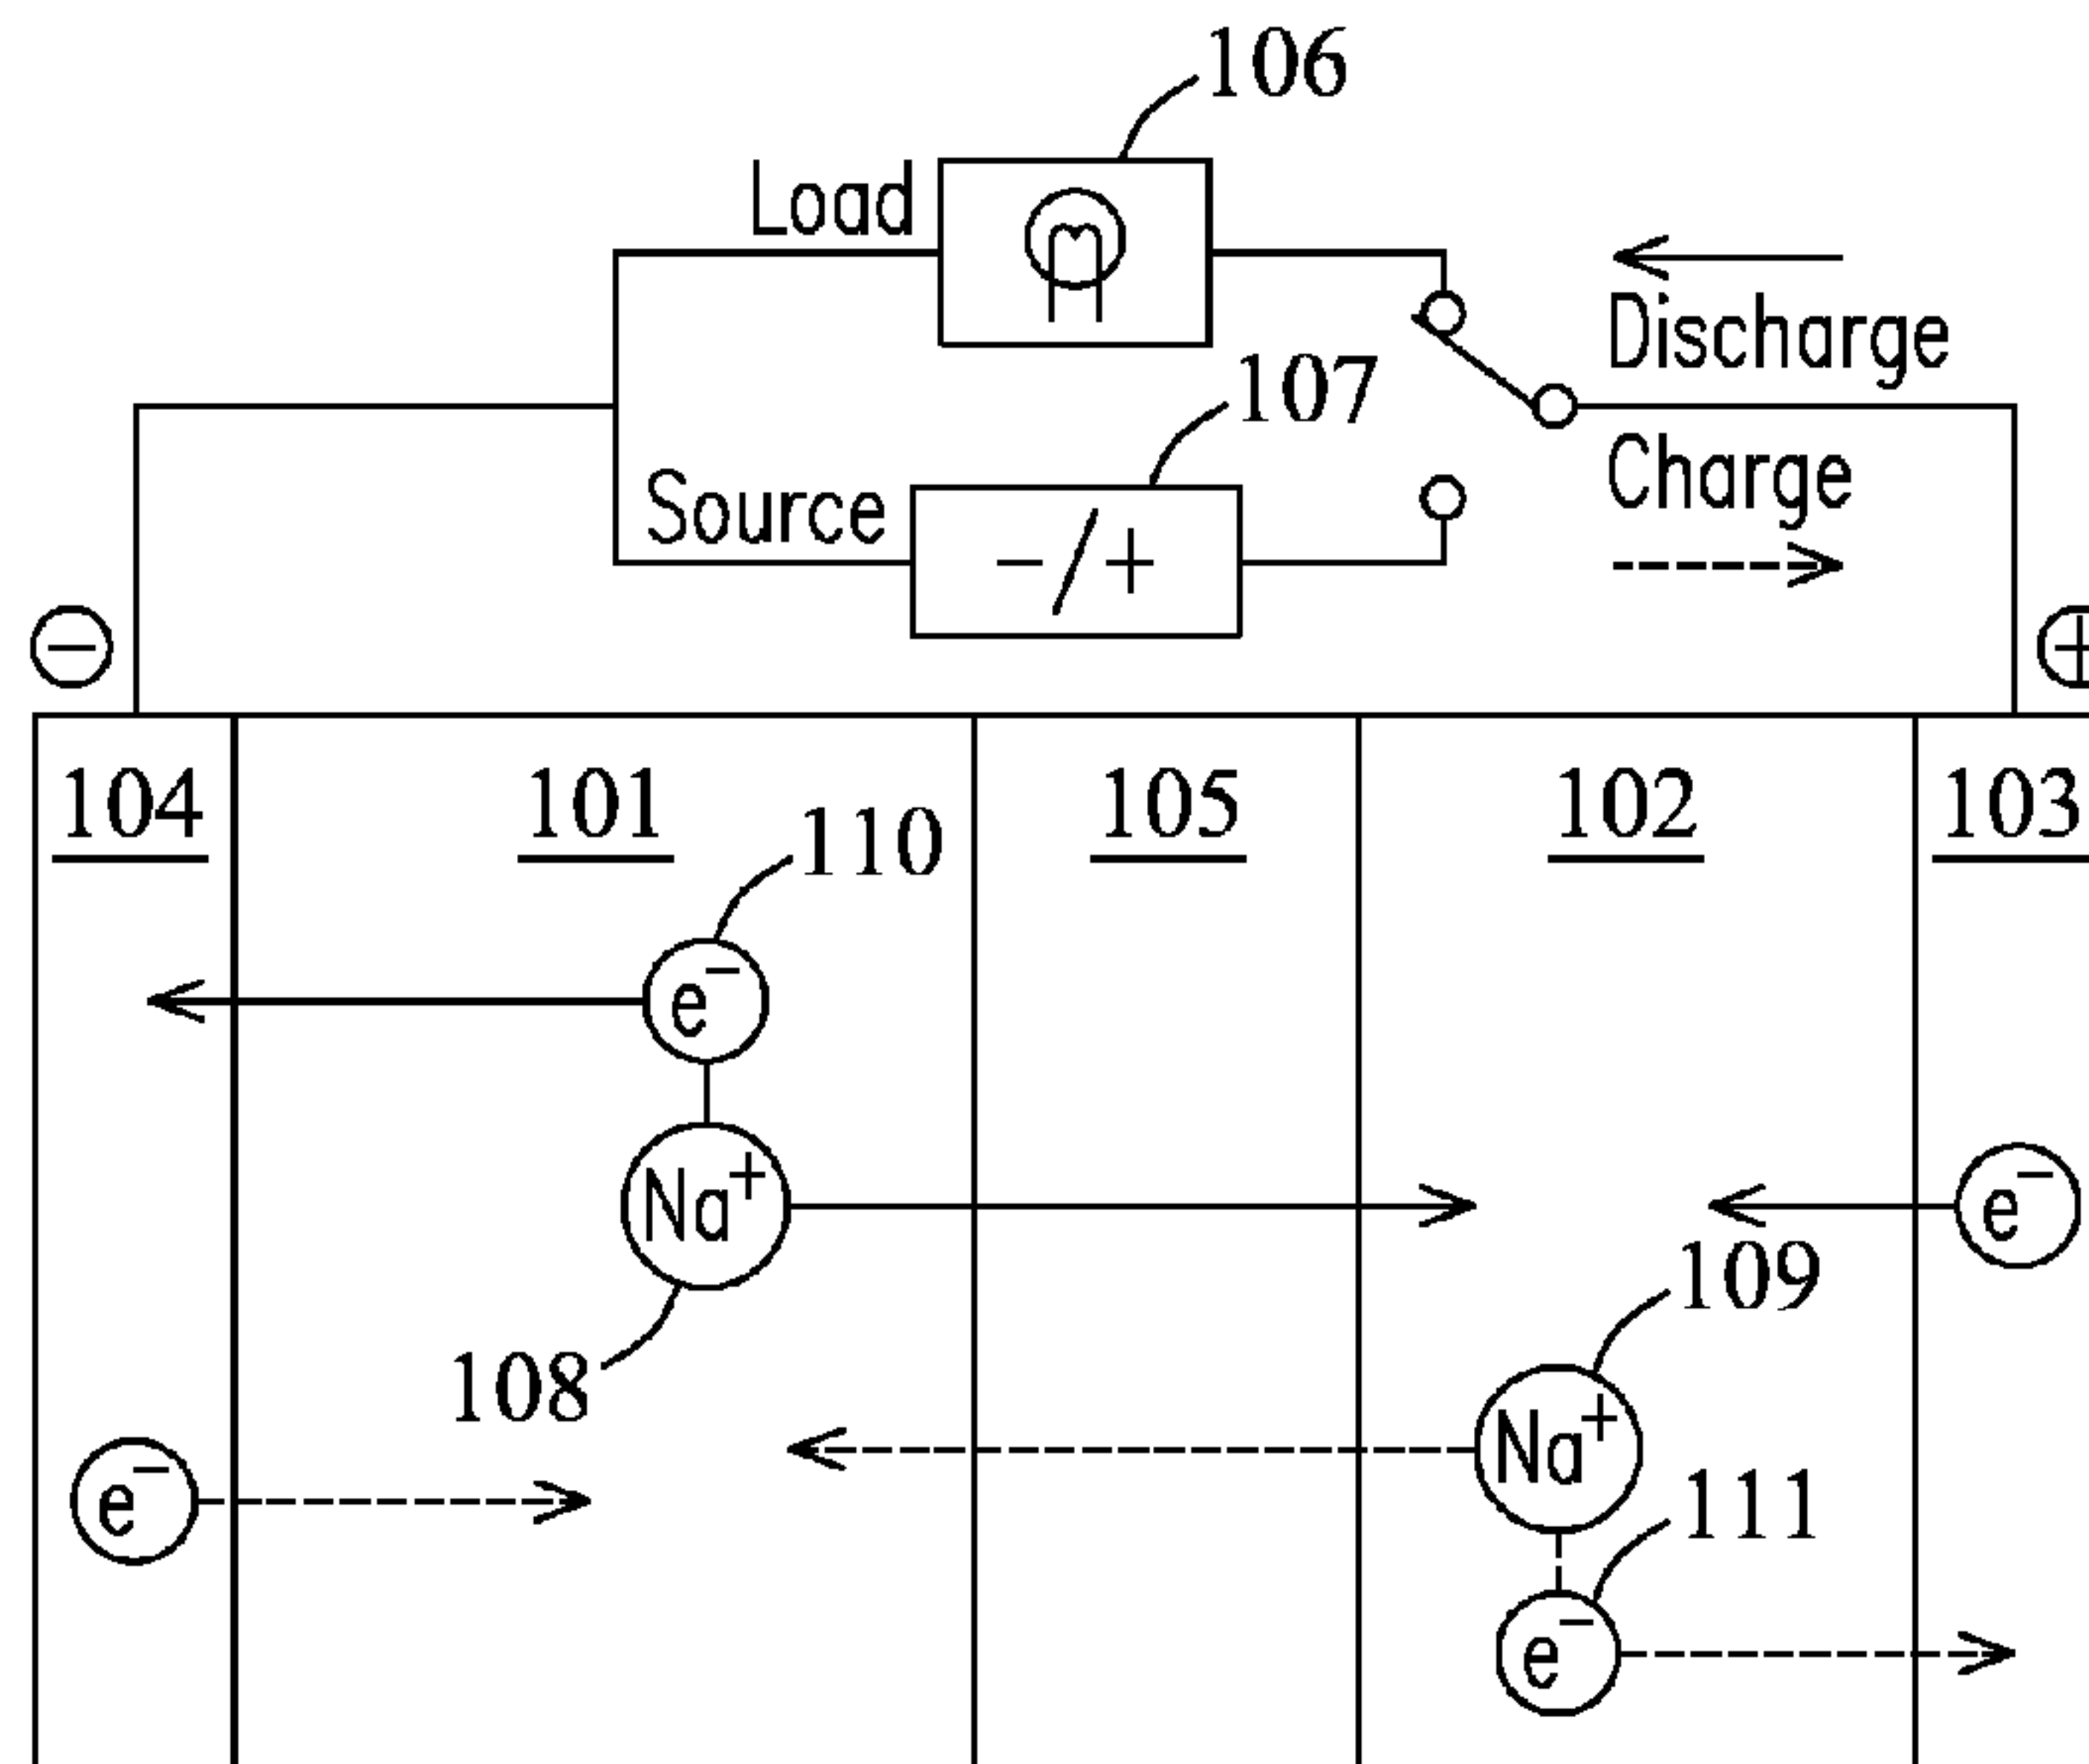 106
Load
Discharge
107
Charge
Source
−/+
−
+
104
101
105
102
103
110
e−
Na+
e−
109
108
Na+
e−
111
e−